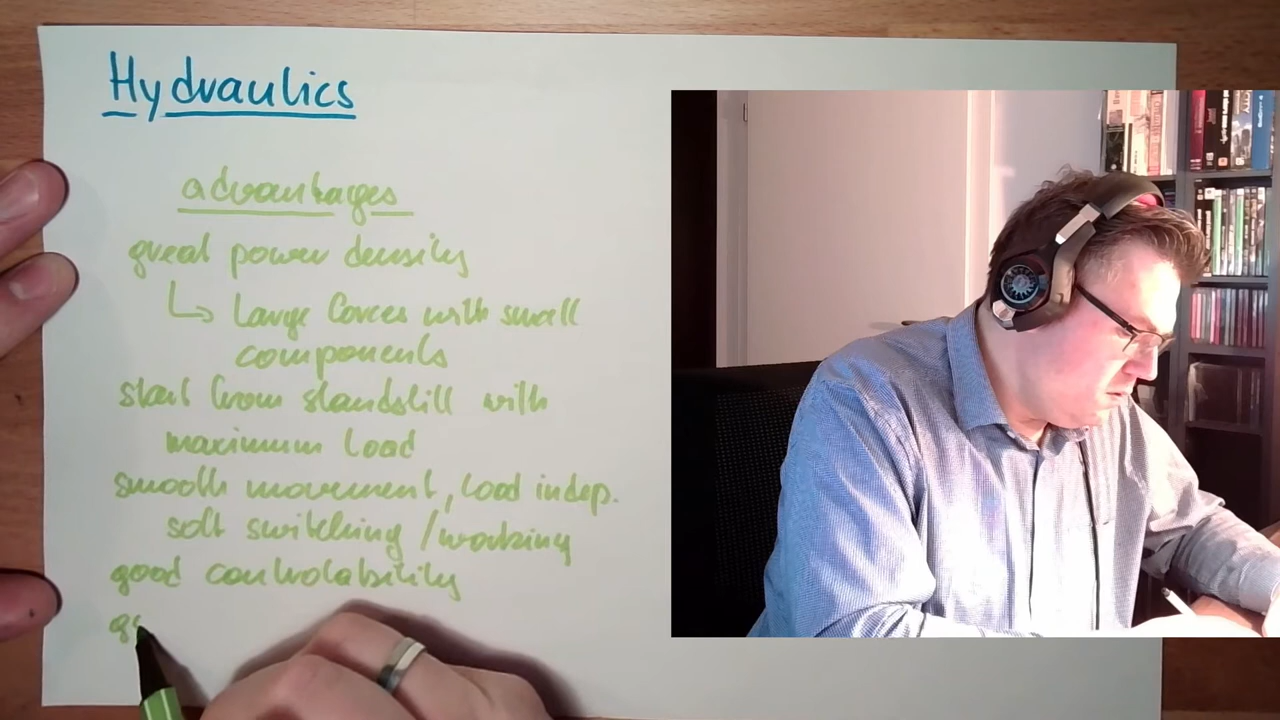 Hydraulics
advantages
great power density
↳ Large forces with small
components
start from standstill with
maximum load
smooth movement, load indep.
soft switching / working
good controlability
g